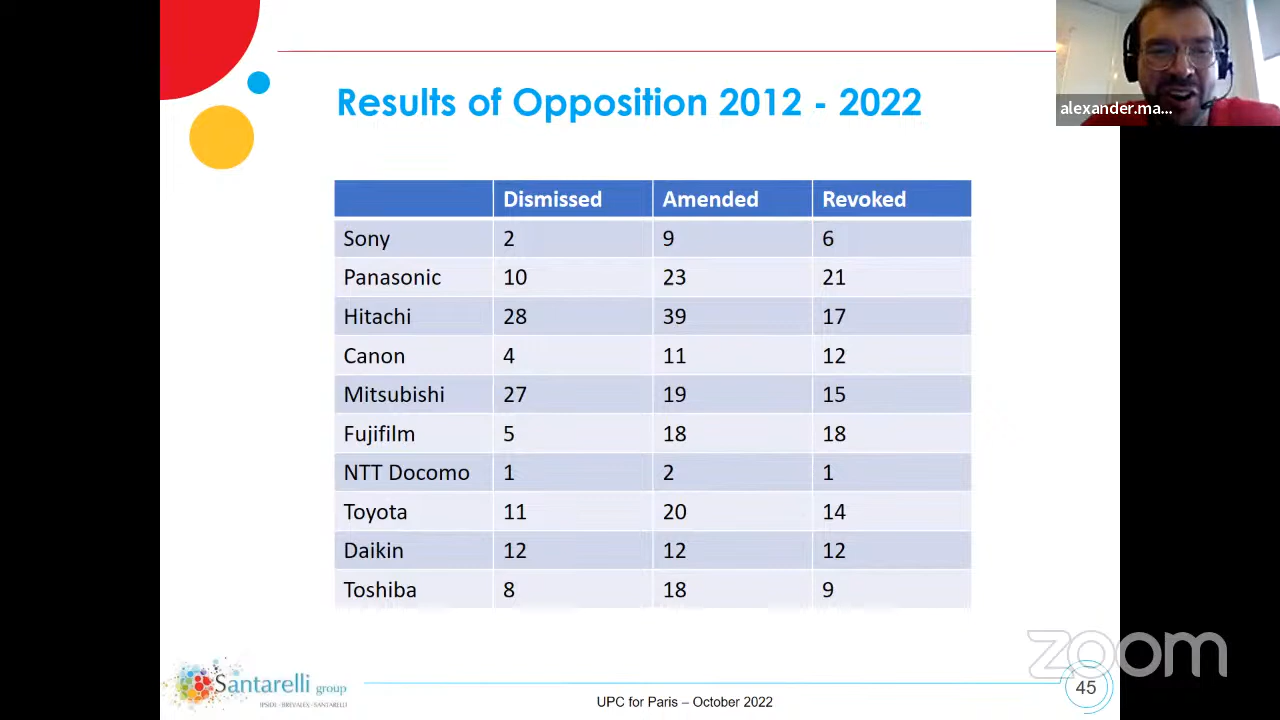 alexander.ma...
Results of Opposition 2012 - 2022
Dismissed Amended Revoked
Sony 2 9 6
Panasonic 10 23 21
Hitachi 28 39 17
Canon 4 11 12
Mitsubishi 27 19 15
Fujifilm 5 18 18
NTT Docomo 1 2 1
Toyota 11 20 14
Daikin 12 12 12
Toshiba 8 18 9
Santarelli group
IPSIDE - BREVALEX - SANTARELLI
UPC for Paris – October 2022
zoom
45